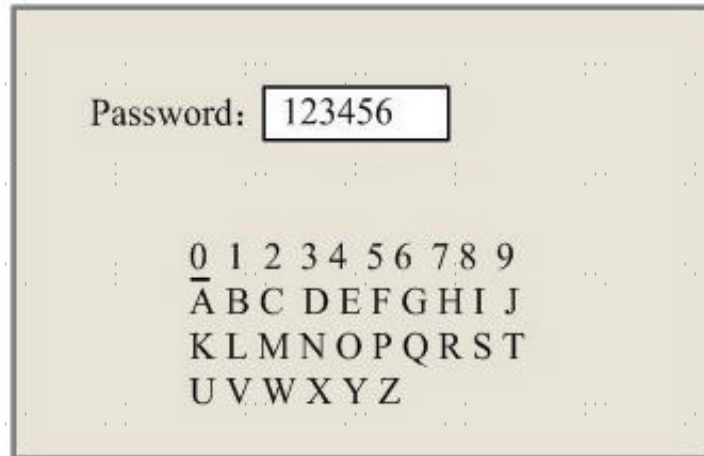 Password： 123456
0 1 2 3 4 5 6 7 8 9
A B C D E F G H I J
K L M N O P Q R S T
U V W X Y Z